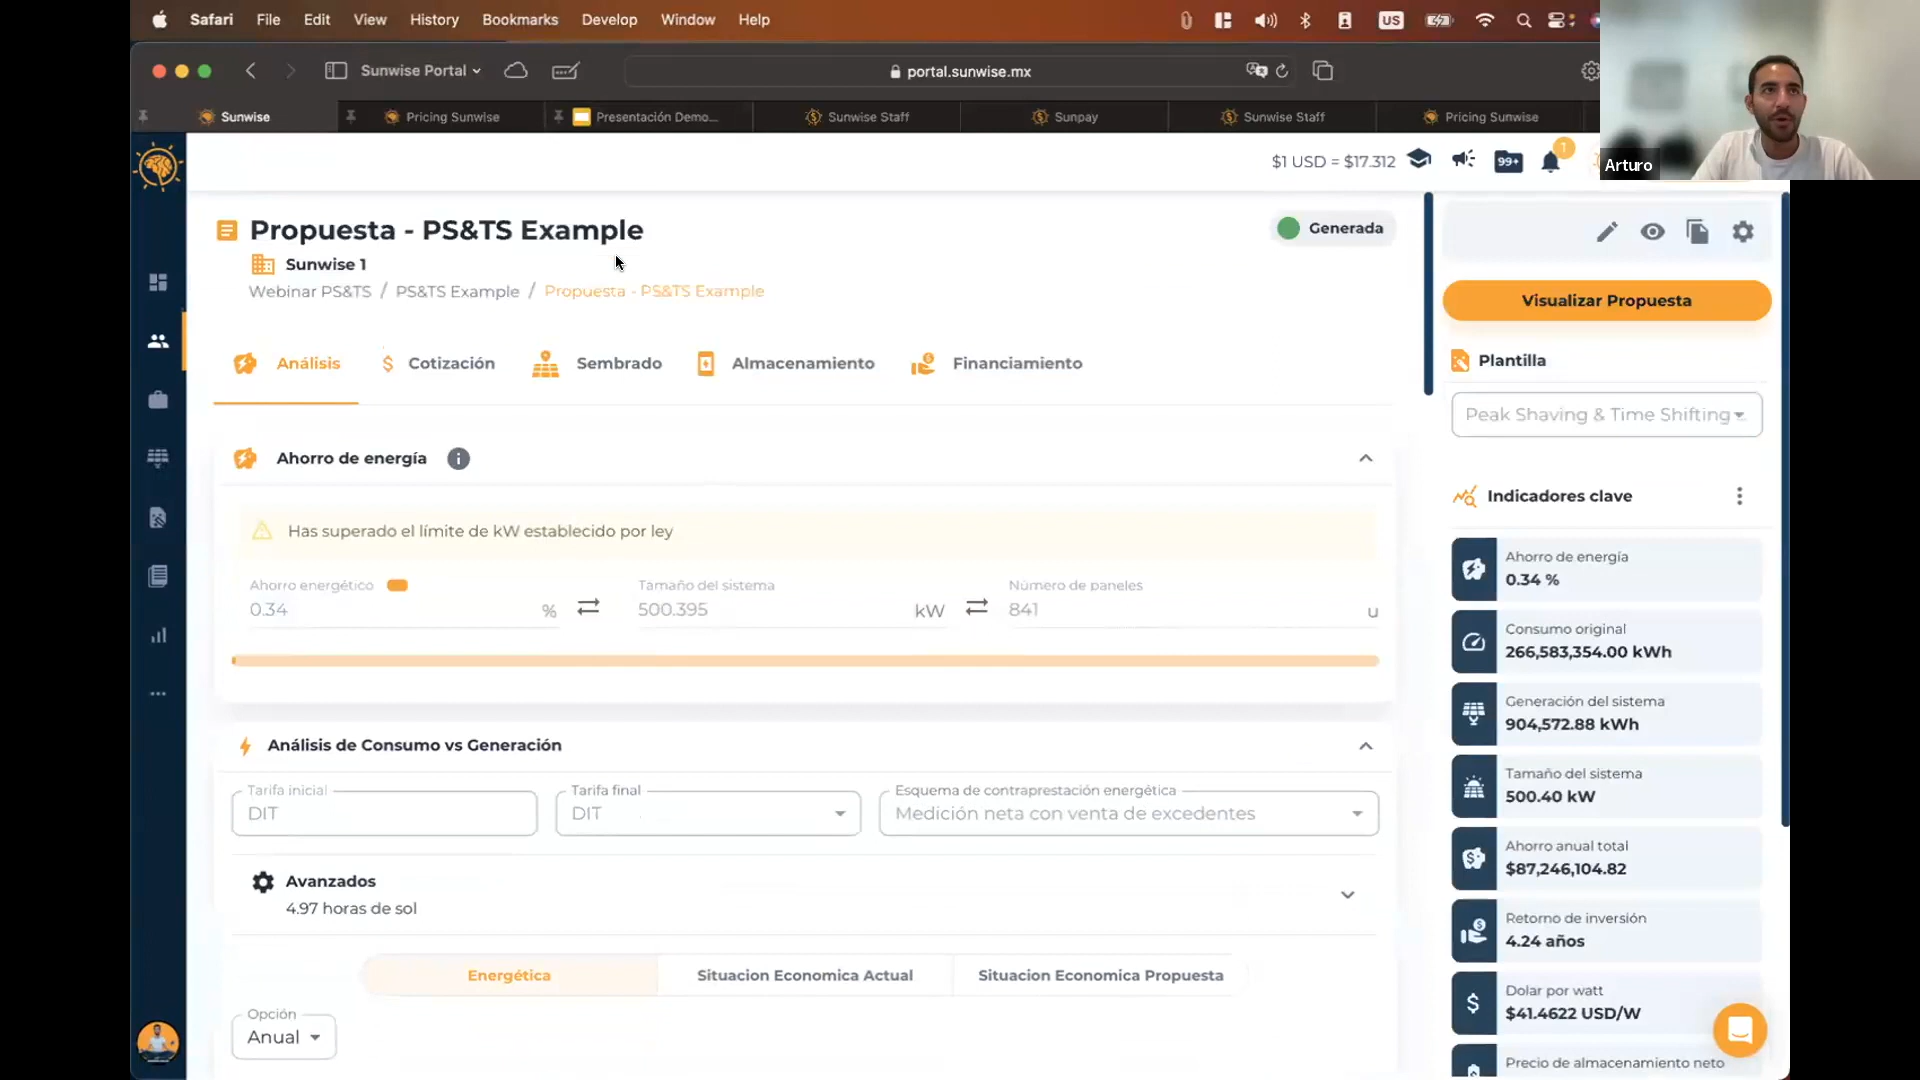 Safari File Edit View History Bookmarks Develop Window Help
US
Sunwise Portal
portal.sunwise.mx
Sunwise
Pricing Sunwise
Presentación Demo...
Sunwise Staff
Sunpay
Sunwise Staff
Pricing Sunwise
Arturo
$1 USD = $17.312
99+
1
Propuesta - PS&TS Example
Generada
Sunwise 1
Webinar PS&TS / PS&TS Example / Propuesta - PS&TS Example
Análisis
Cotización
Sembrado
Almacenamiento
Financiamiento
Ahorro de energía
Has superado el límite de kW establecido por ley
Ahorro energético
0.34 %
Tamaño del sistema
500.395 kW
Número de paneles
841 u
Análisis de Consumo vs Generación
Tarifa inicial
DIT
Tarifa final
DIT
Esquema de contraprestación energética
Medición neta con venta de excedentes
Avanzados
4.97 horas de sol
Energética
Situacion Economica Actual
Situacion Economica Propuesta
Opción
Anual
Visualizar Propuesta
Plantilla
Peak Shaving & Time Shifting
Indicadores clave
Ahorro de energía
0.34 %
Consumo original
266,583,354.00 kWh
Generación del sistema
904,572.88 kWh
Tamaño del sistema
500.40 kW
Ahorro anual total
$87,246,104.82
Retorno de inversión
4.24 años
Dolar por watt
$41.4622 USD/W
Precio de almacenamiento neto